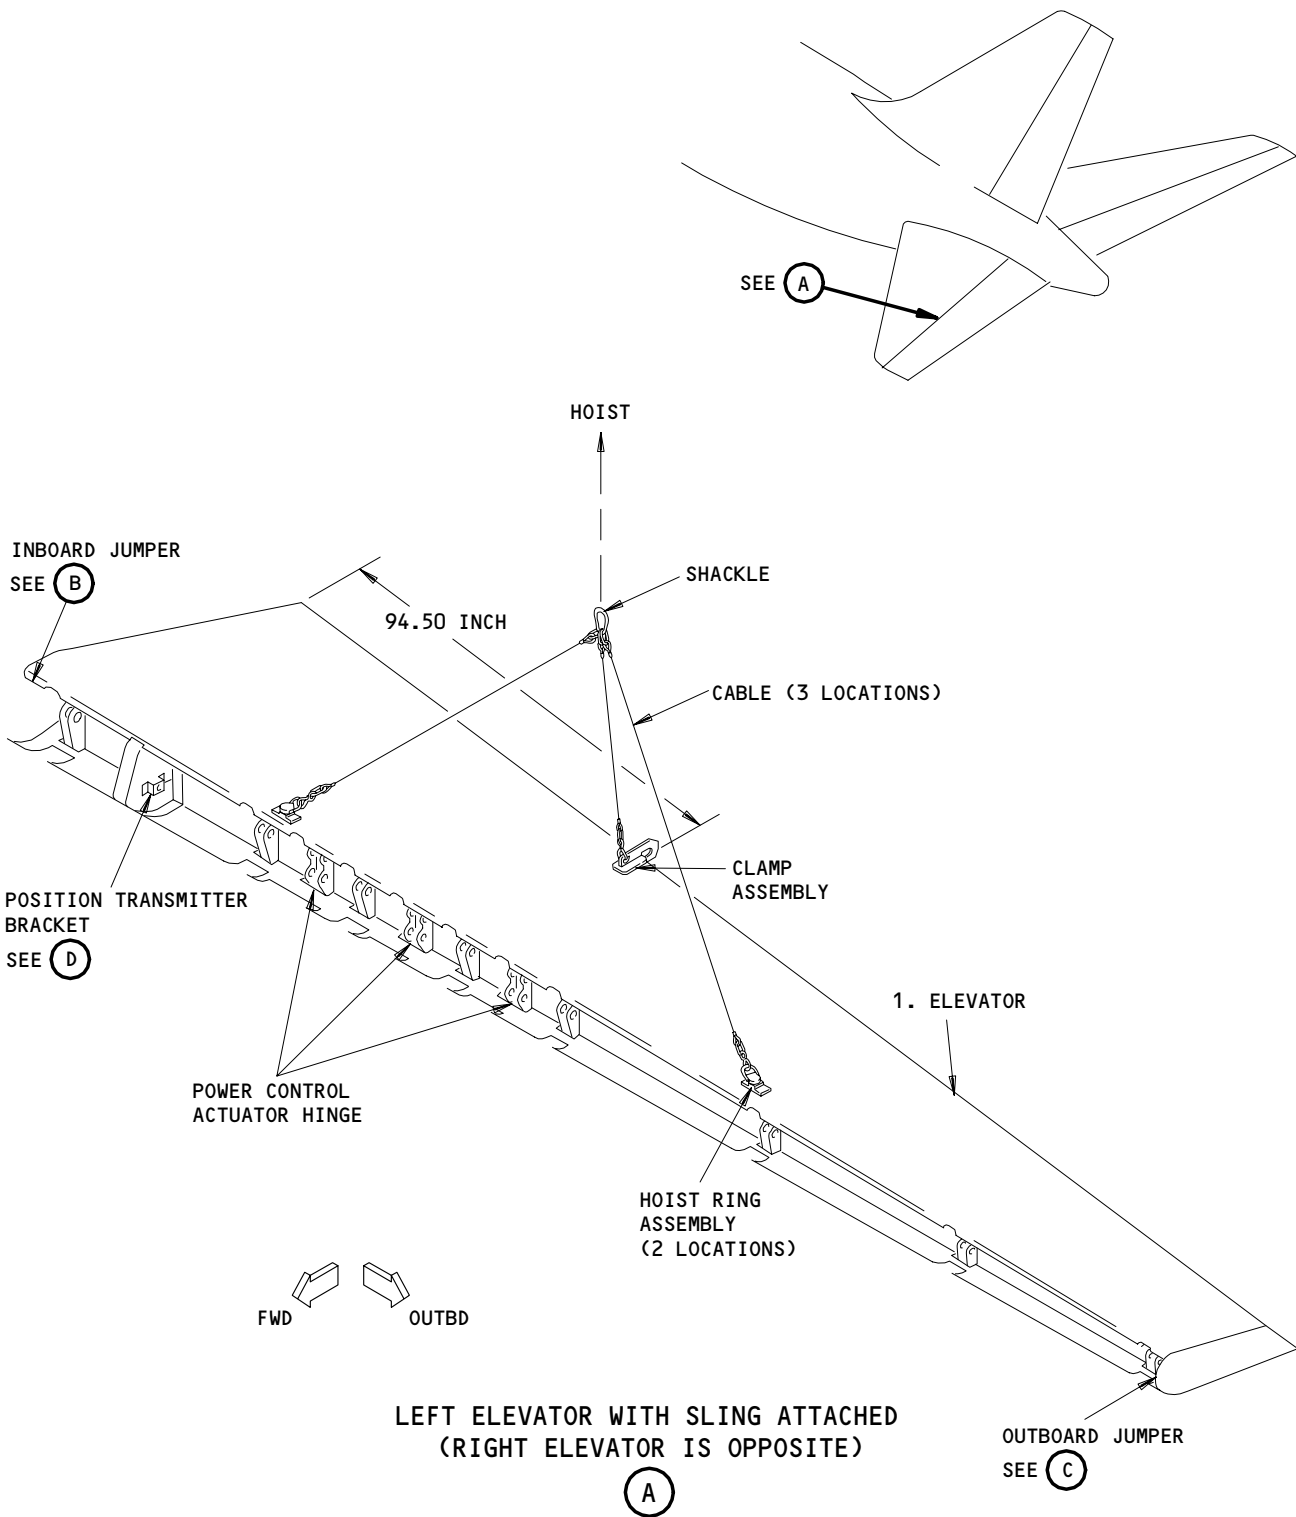 SEE A
HOIST
INBOARD JUMPER
SEE B
SHACKLE
94.50 INCH
CABLE (3 LOCATIONS)
CLAMP
ASSEMBLY
POSITION TRANSMITTER
BRACKET
SEE D
1. ELEVATOR
POWER CONTROL
ACTUATOR HINGE
HOIST RING
ASSEMBLY
(2 LOCATIONS)
FWD
OUTBD
LEFT ELEVATOR WITH SLING ATTACHED
(RIGHT ELEVATOR IS OPPOSITE)
A
OUTBOARD JUMPER
SEE C